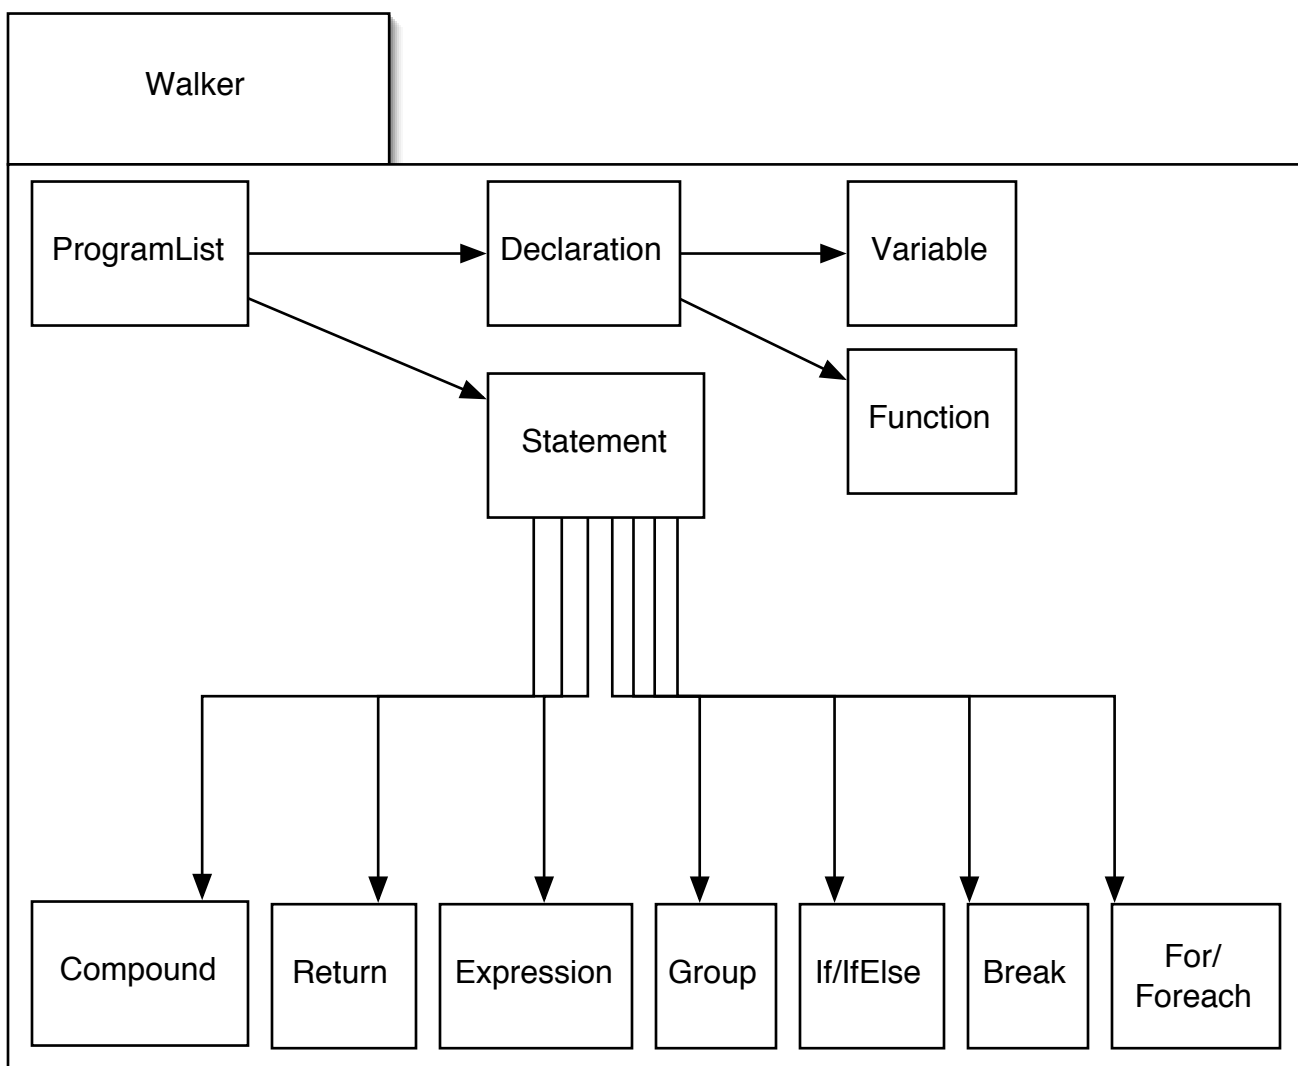 Walker
ProgramList
Declaration
Variable
Function
Statement
Compound
Return
Expression
Group
If/IfElse
Break
For/
Foreach